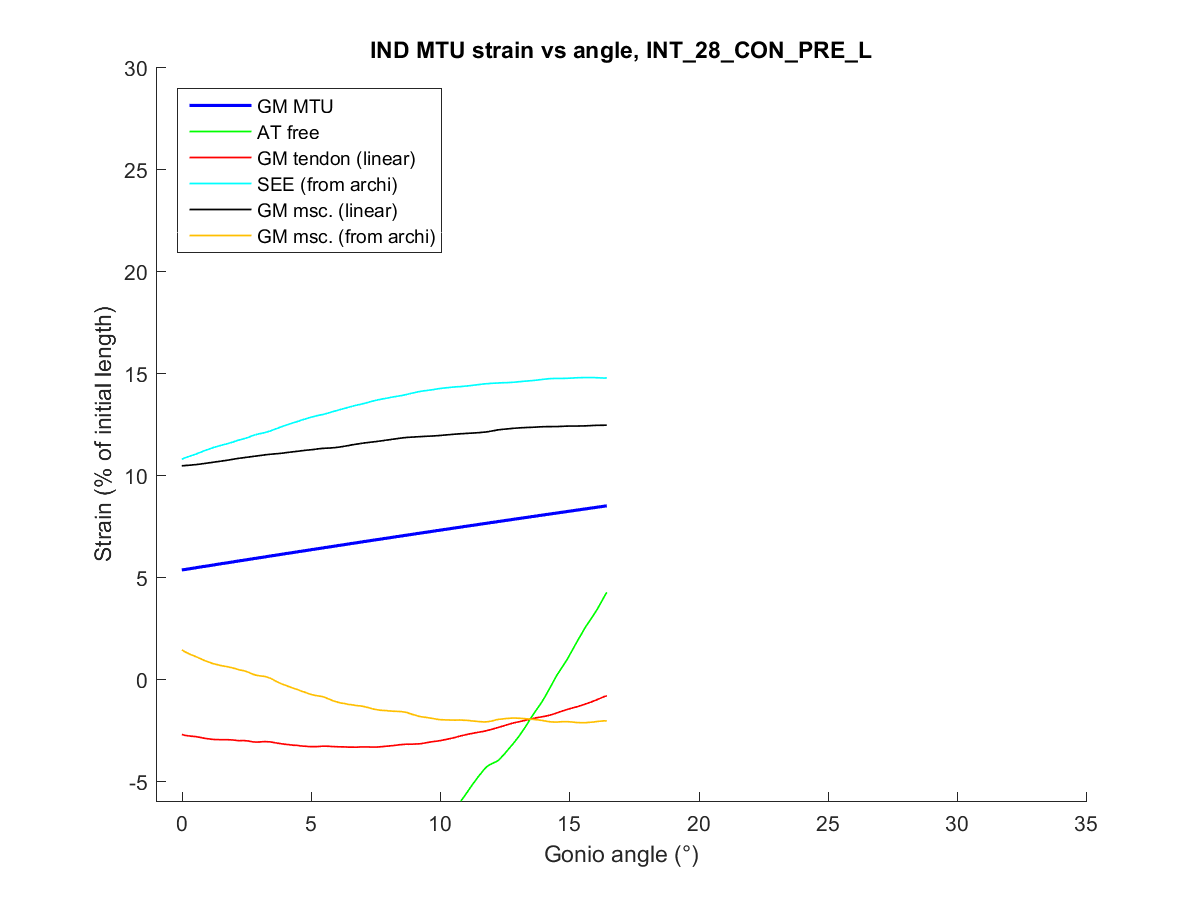 IND MTU strain vs angle, INT_28_CON_PRE_L
30
25
20
15
10
5
0
-5
Strain (% of initial length)
GM MTU
AT free
GM tendon (linear)
SEE (from archi)
GM msc. (linear)
GM msc. (from archi)
0 5 10 15 20 25 30 35
Gonio angle (°)